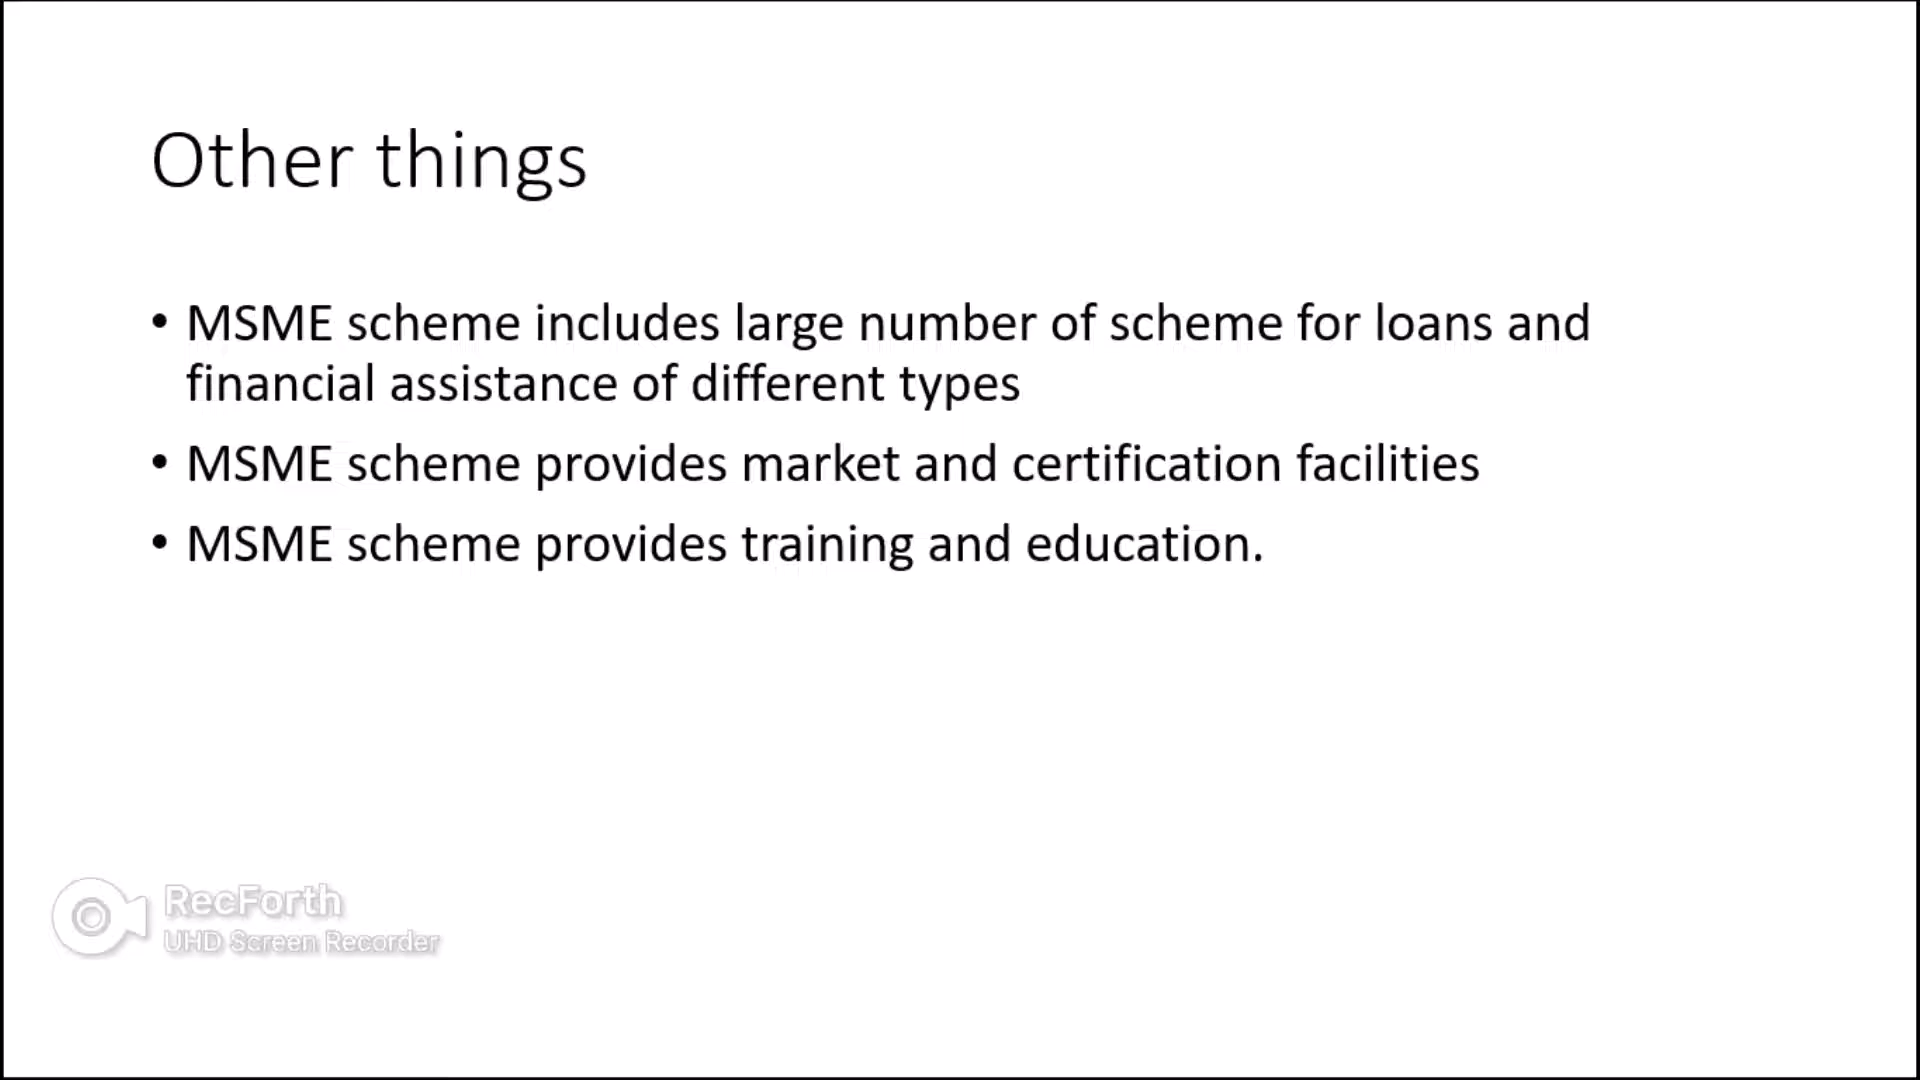 Other things
• MSME scheme includes large number of scheme for loans and
financial assistance of different types
• MSME scheme provides market and certification facilities
• MSME scheme provides training and education.
RecForth
UHD Screen Recorder